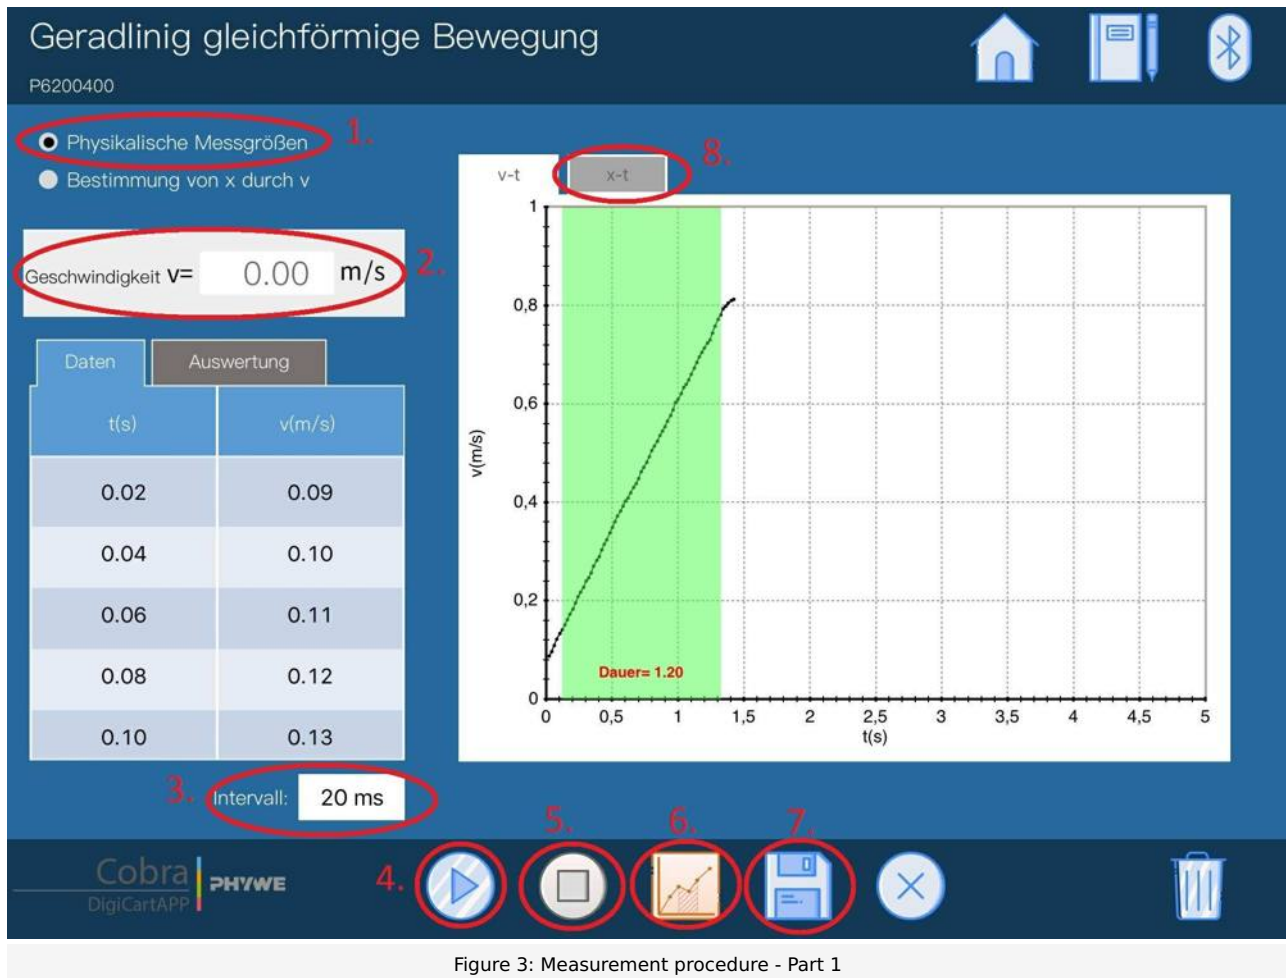 Geradlinig gleichförmige Bewegung
P6200400
Physikalische Messgrößen 1.
Bestimmung von x durch v
Geschwindigkeit v= 0.00 m/s 2.
Daten Auswertung
t(s) v(m/s)
0.02 0.09
0.04 0.10
0.06 0.11
0.08 0.12
0.10 0.13
3. Intervall: 20 ms
v-t x-t 8.
1
0,8
0,6
0,4
0,2
0
v(m/s)
Dauer= 1.20
0 0,5 1 1,5 2 2,5 3 3,5 4 4,5 5
t(s)
Cobra
DigiCartAPP
PHYWE
4. 5. 6. 7.
Figure 3: Measurement procedure - Part 1